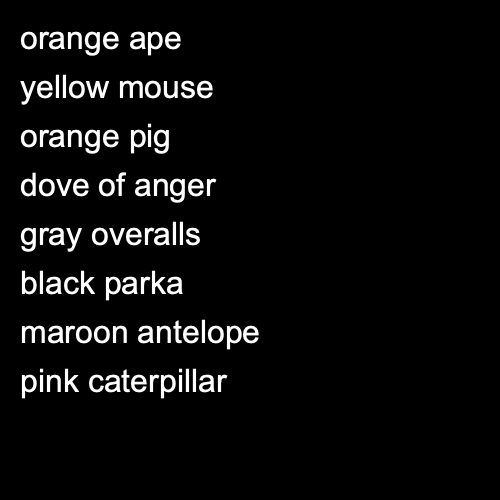 orange ape
yellow mouse
orange pig
dove of anger
gray overalls
black parka
maroon antelope
pink caterpillar